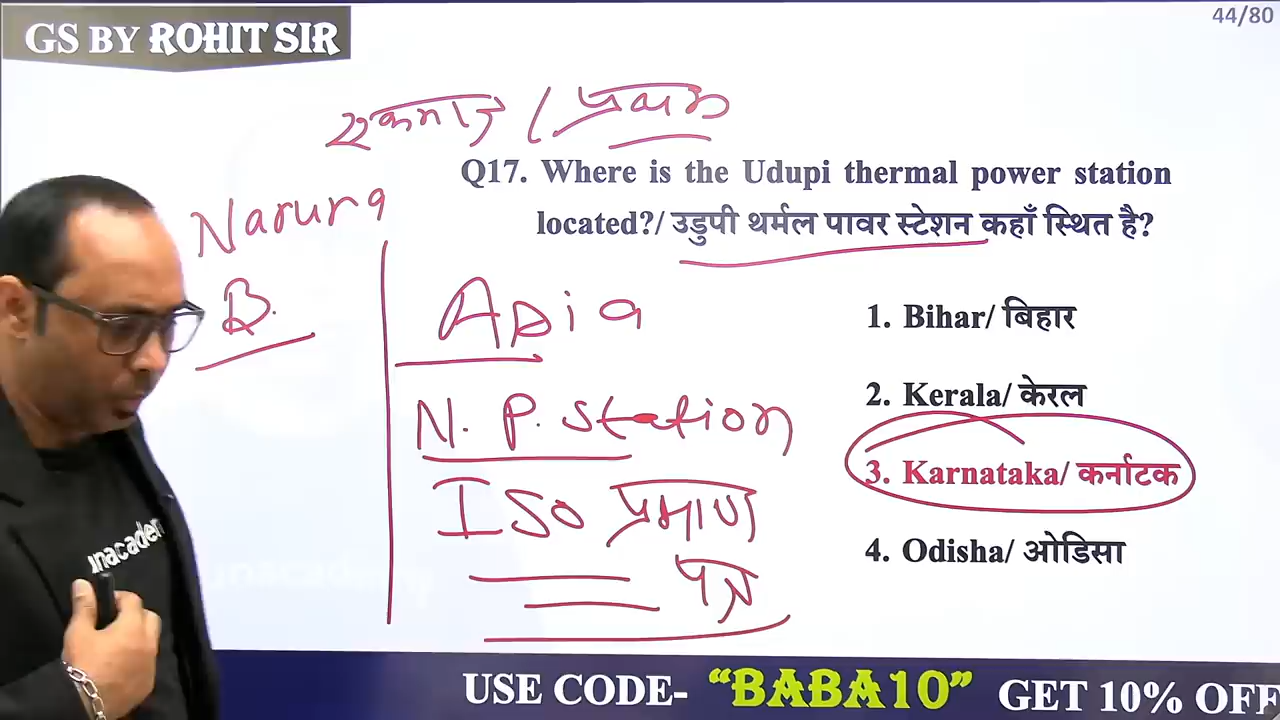 GS BY ROHIT SIR
44/80
Q17. Where is the Udupi thermal power station
located?/ उडुपी थर्मल पावर स्टेशन कहाँ स्थित है?
Narura
B.
Asia
N. P. Station
ISO प्रमाण
पत्र
1. Bihar/ बिहार
2. Kerala/ केरल
3. Karnataka/ कर्नाटक
4. Odisha/ ओडिसा
unacadem
USE CODE- “BABA10” GET 10% OFF